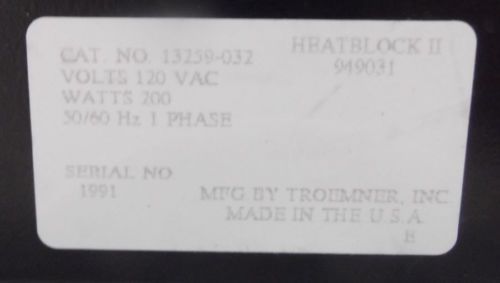 CAT. NO. 13259-032
HEATBLOCK II
949031
VOLTS 120 VAC
WATTS 200
50/60 Hz 1 PHASE
SERIAL NO
1991
MFG BY TROEMNER, INC.
MADE IN THE U.S.A.
E